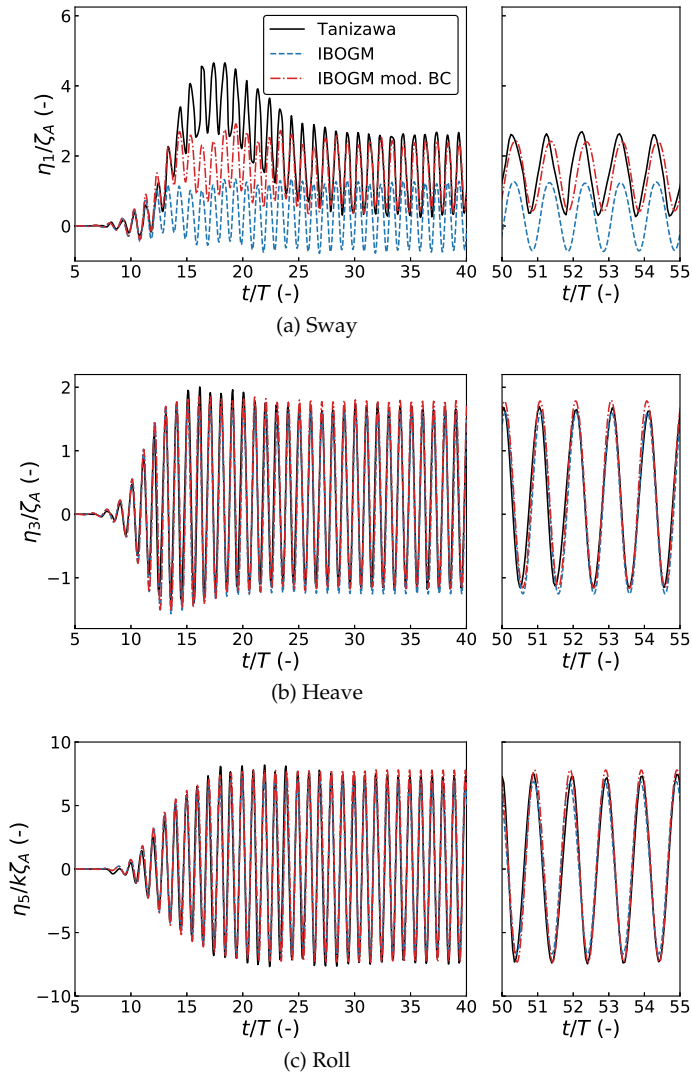 6
4
2
0
η₁/ζ_A (-)
Tanizawa
IBOGM
IBOGM mod. BC
5 10 15 20 25 30 35 40
50 51 52 53 54 55
t/T (-)
t/T (-)
(a) Sway
2
1
0
−1
η₃/ζ_A (-)
5 10 15 20 25 30 35 40
50 51 52 53 54 55
t/T (-)
t/T (-)
(b) Heave
10
5
0
−5
−10
η₅/kζ_A (-)
5 10 15 20 25 30 35 40
50 51 52 53 54 55
t/T (-)
t/T (-)
(c) Roll